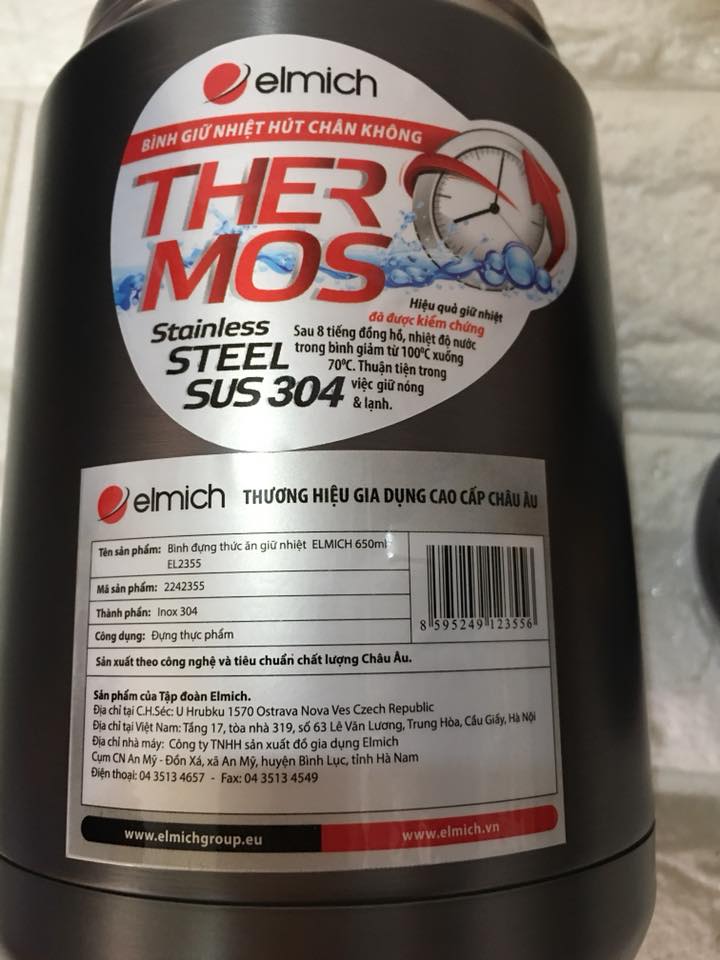 elmich
BÌNH GIỮ NHIỆT HÚT CHÂN KHÔNG
THER
MOS
Stainless
STEEL
SUS 304
Hiệu quả giữ nhiệt
đã được kiểm chứng
Sau 8 tiếng đồng hồ, nhiệt độ nước
trong bình giảm từ 100ºC xuống
70ºC. Thuận tiện trong
việc giữ nóng
& lạnh.
elmich THƯƠNG HIỆU GIA DỤNG CAO CẤP CHÂU ÂU
Tên sản phẩm: Bình đựng thức ăn giữ nhiệt ELMICH 650ml
EL2355
Mã sản phẩm: 2242355
Thành phần: Inox 304
Công dụng: Đựng thực phẩm
8 595249 123556
Sản xuất theo công nghệ và tiêu chuẩn chất lượng Châu Âu.
Sản phẩm của Tập đoàn Elmich.
Địa chỉ tại C.H.Séc: U Hrubku 1570 Ostrava Nova Ves Czech Republic
Địa chỉ tại Việt Nam: Tầng 17, tòa nhà 319, số 63 Lê Văn Lương, Trung Hòa, Cầu Giấy, Hà Nội
Địa chỉ nhà máy: Công ty TNHH sản xuất đồ gia dụng Elmich
Cụm CN An Mỹ - Đồn Xá, xã An Mỹ, huyện Bình Lục, tỉnh Hà Nam
Điện thoại: 04 3513 4657 - Fax: 04 3513 4549
www.elmichgroup.eu www.elmich.vn